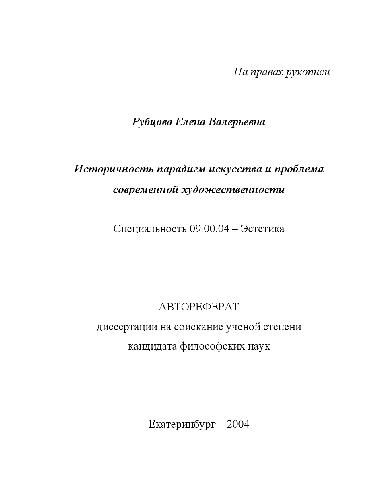 На правах рукописи
Рубцова Елена Валерьевна
Историчность парадигм искусства и проблема
современной художественности
Специальность 09.00.04 – Эстетика
АВТОРЕФЕРАТ
диссертации на соискание ученой степени
кандидата философских наук
Екатеринбург – 2004